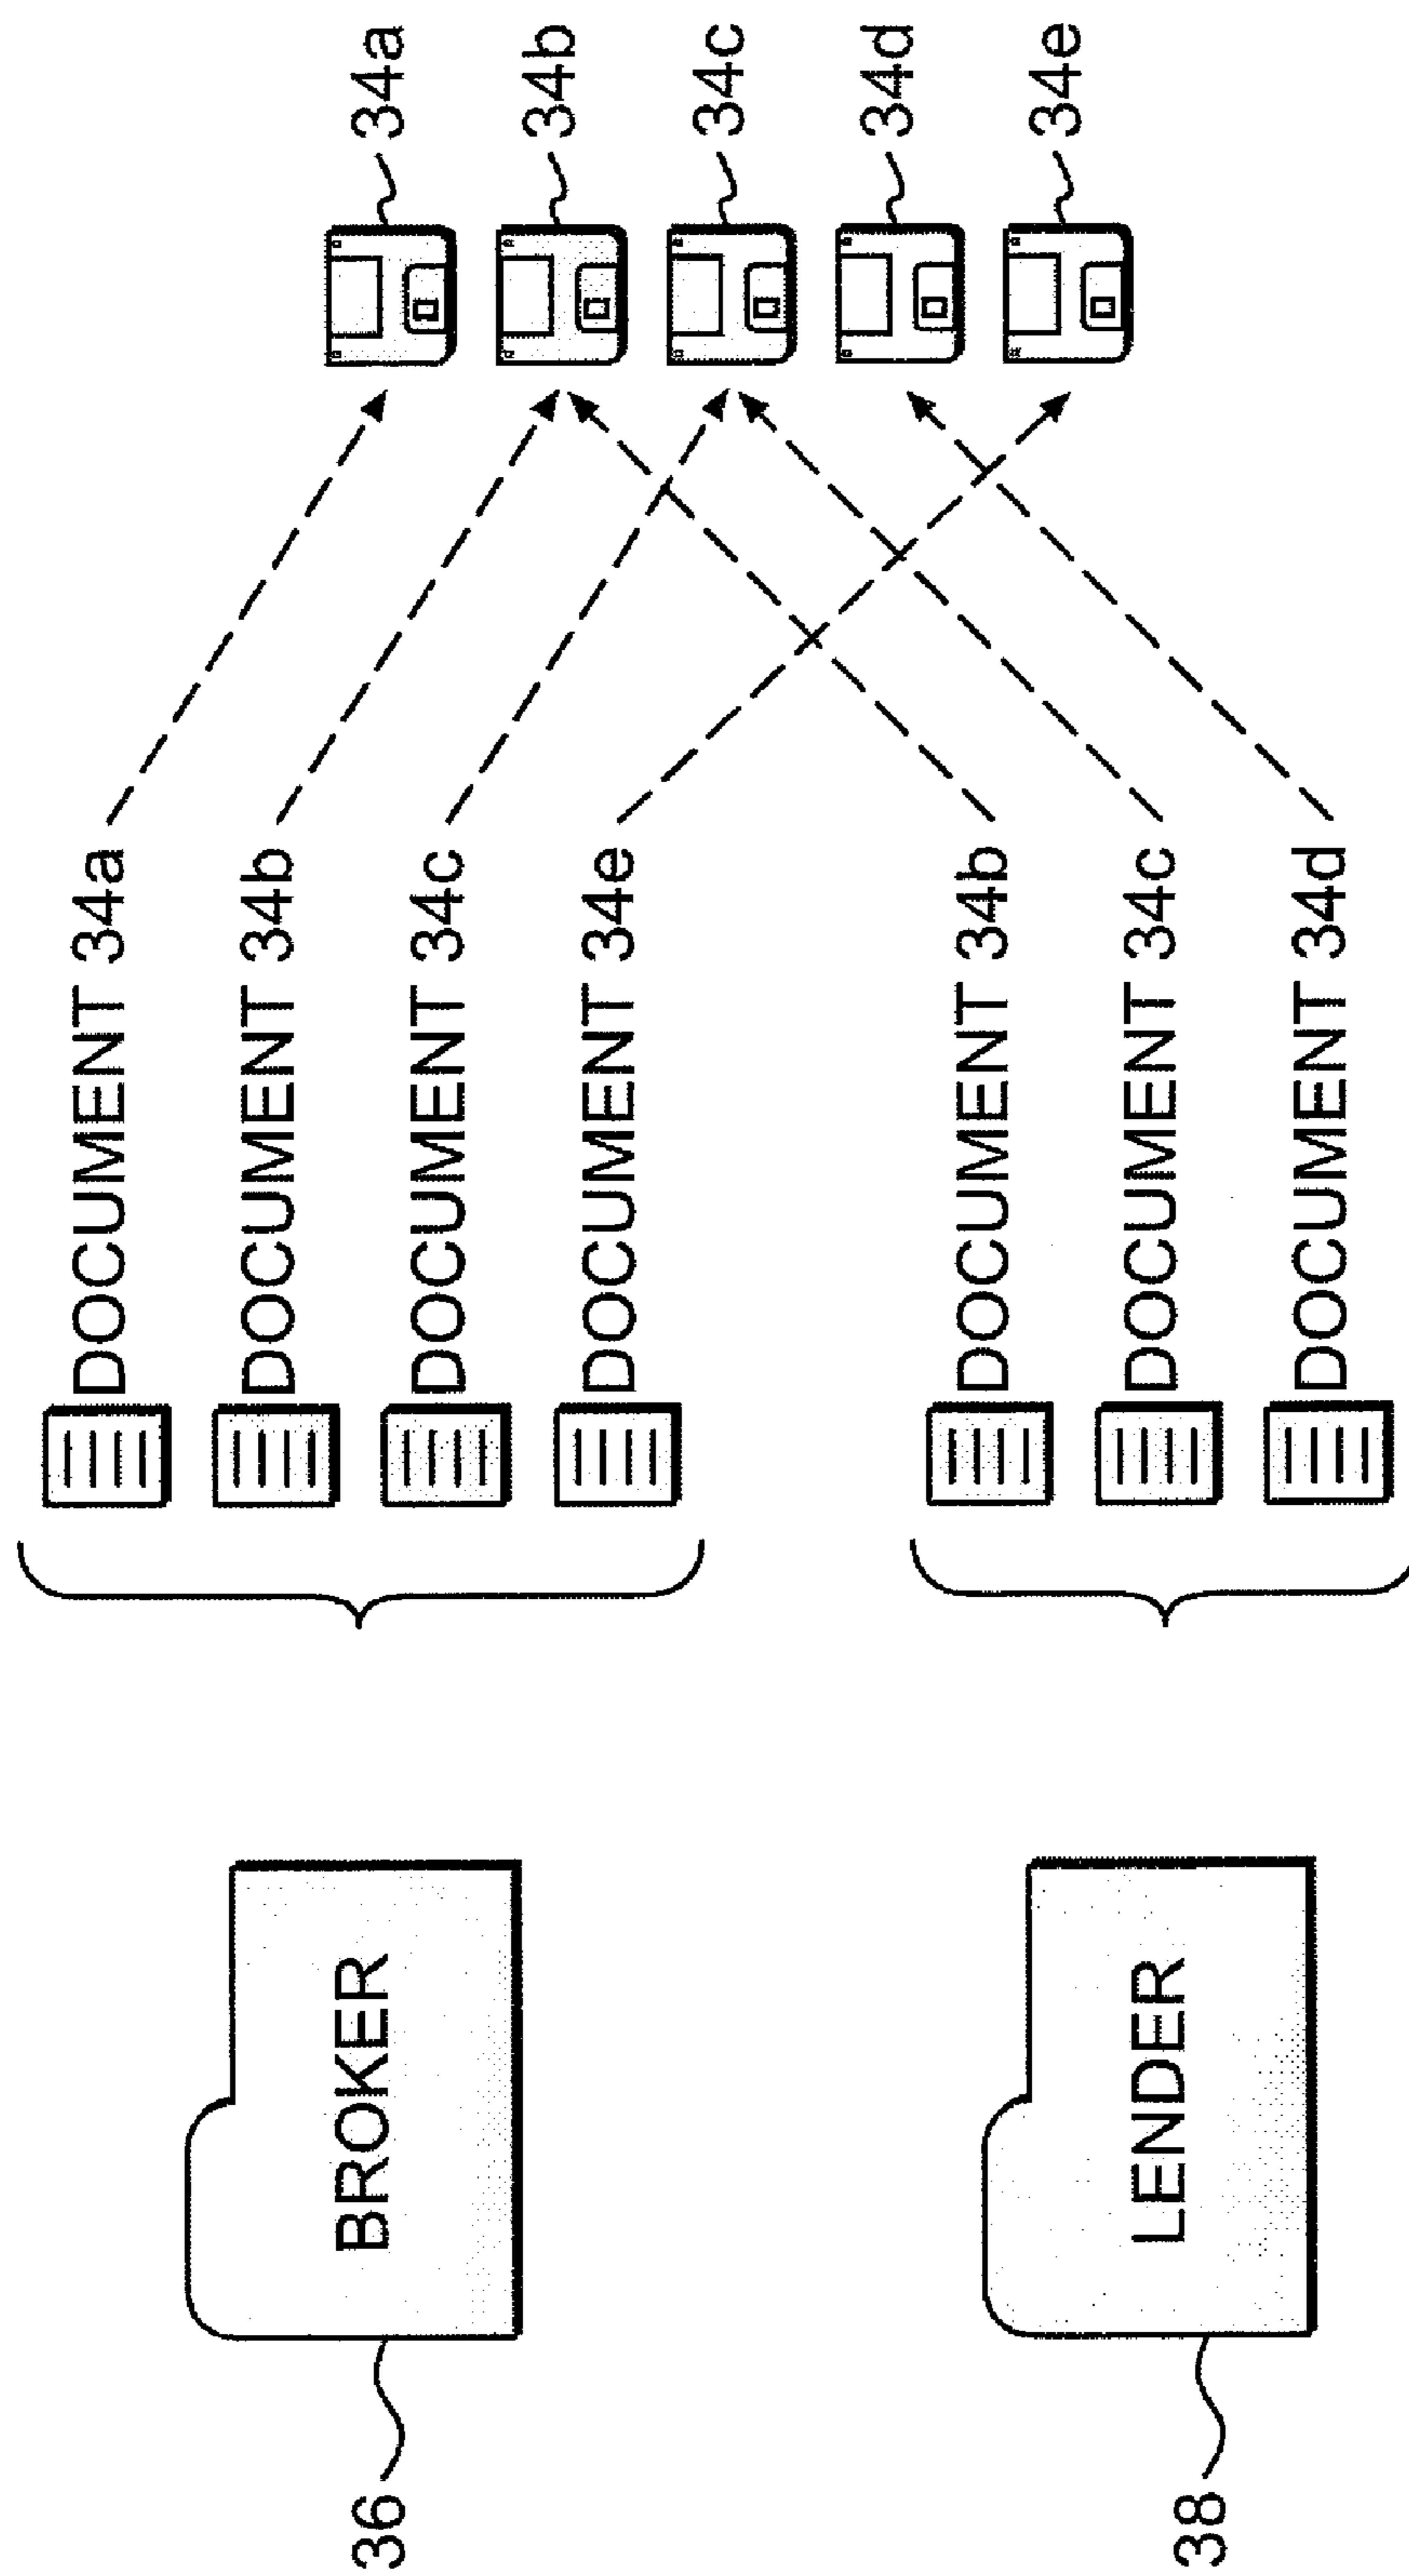 36
BROKER
DOCUMENT 34a
DOCUMENT 34b
DOCUMENT 34c
DOCUMENT 34e
38
LENDER
DOCUMENT 34b
DOCUMENT 34c
DOCUMENT 34d
34a
34b
34c
34d
34e